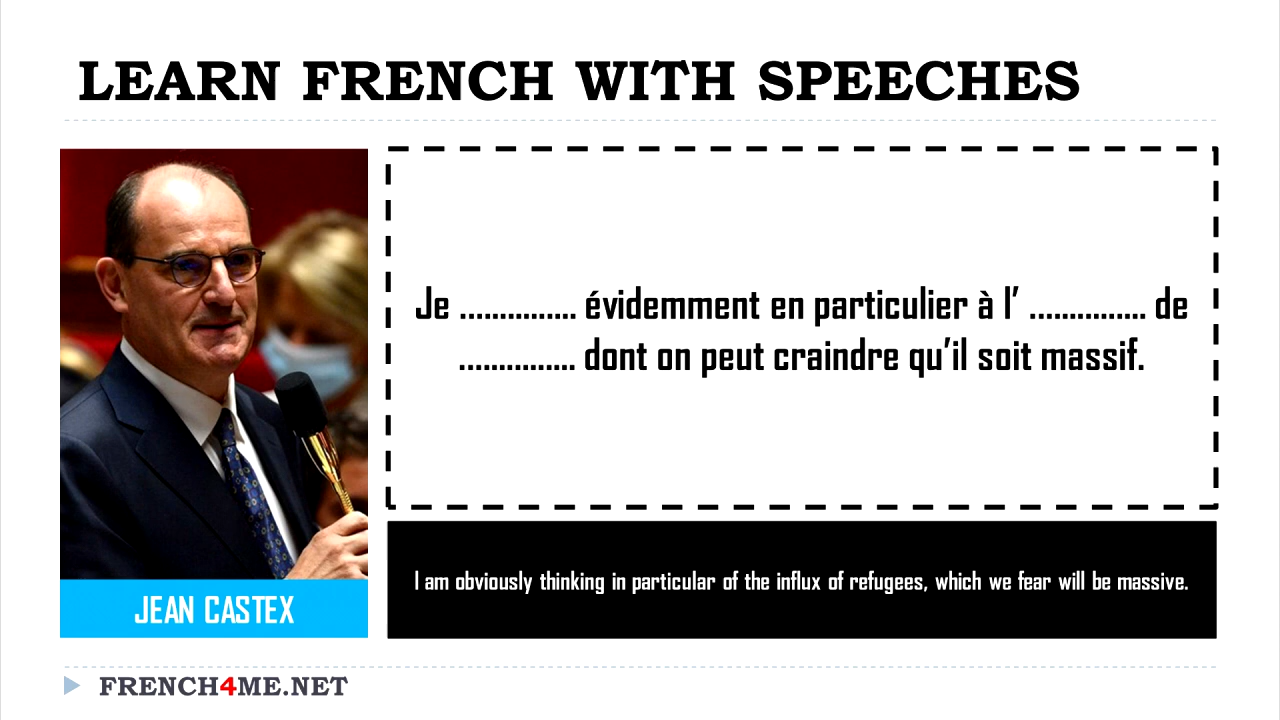 LEARN FRENCH WITH SPEECHES
Je ............... évidemment en particulier à l’ ............... de
............... dont on peut craindre qu’il soit massif.
I am obviously thinking in particular of the influx of refugees, which we fear will be massive.
JEAN CASTEX
FRENCH4ME.NET